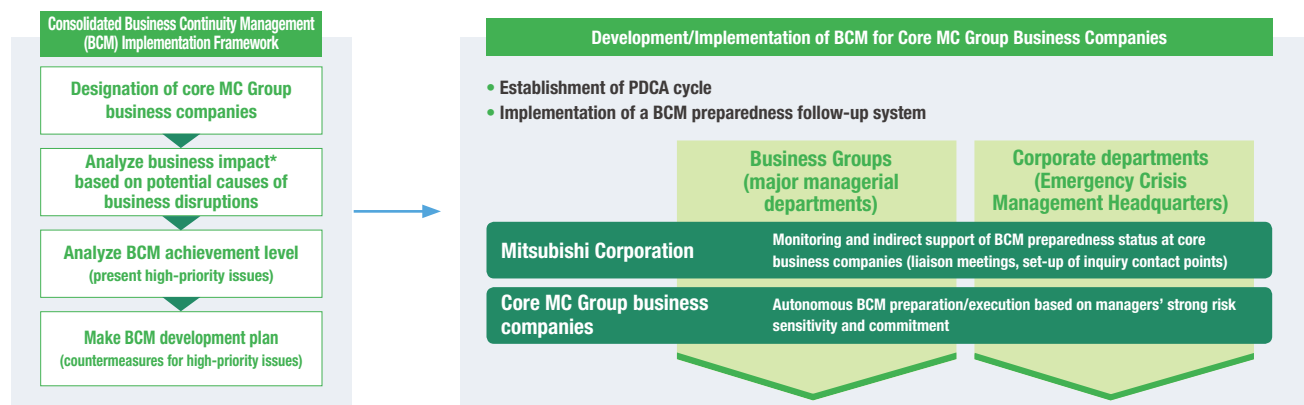 Consolidated Business Continuity Management
(BCM) Implementation Framework
Designation of core MC Group
business companies
Analyze business impact*
based on potential causes of
business disruptions
Analyze BCM achievement level
(present high-priority issues)
Make BCM development plan
(countermeasures for high-priority issues)
Development/Implementation of BCM for Core MC Group Business Companies
• Establishment of PDCA cycle
• Implementation of a BCM preparedness follow-up system
Business Groups
(major managerial
departments)
Corporate departments
(Emergency Crisis
Management Headquarters)
Mitsubishi Corporation
Monitoring and indirect support of BCM preparedness status at core
business companies (liaison meetings, set-up of inquiry contact points)
Core MC Group business
companies
Autonomous BCM preparation/execution based on managers’ strong risk
sensitivity and commitment